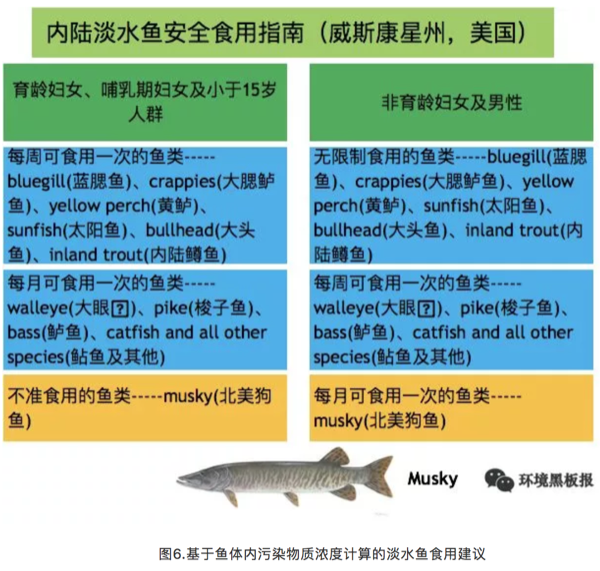 内陆淡水鱼安全食用指南（威斯康星州，美国）
育龄妇女、哺乳期妇女及小于15岁
人群
每周可食用一次的鱼类-----
bluegill(蓝腮鱼)、crappies(大腮鲈
鱼)、yellow perch(黄鲈)、
sunfish(太阳鱼)、bullhead(大头
鱼)、inland trout(内陆鳟鱼)
每月可食用一次的鱼类-----
walleye(大眼⍰)、pike(梭子鱼)、
bass(鲈鱼)、catfish and all other
species(鲇鱼及其他)
不准食用的鱼类-----musky(北美狗
鱼)
非育龄妇女及男性
无限制食用的鱼类-----bluegill(蓝腮
鱼)、crappies(大腮鲈鱼)、yellow
perch(黄鲈)、sunfish(太阳鱼)、
bullhead(大头鱼)、inland trout(内
陆鳟鱼)
每周可食用一次的鱼类-----
walleye(大眼⍰)、pike(梭子鱼)、
bass(鲈鱼)、catfish and all other
species(鲇鱼及其他)
每月可食用一次的鱼类-----
musky(北美狗鱼)
Musky
环境黑板报
图6.基于鱼体内污染物质浓度计算的淡水鱼食用建议